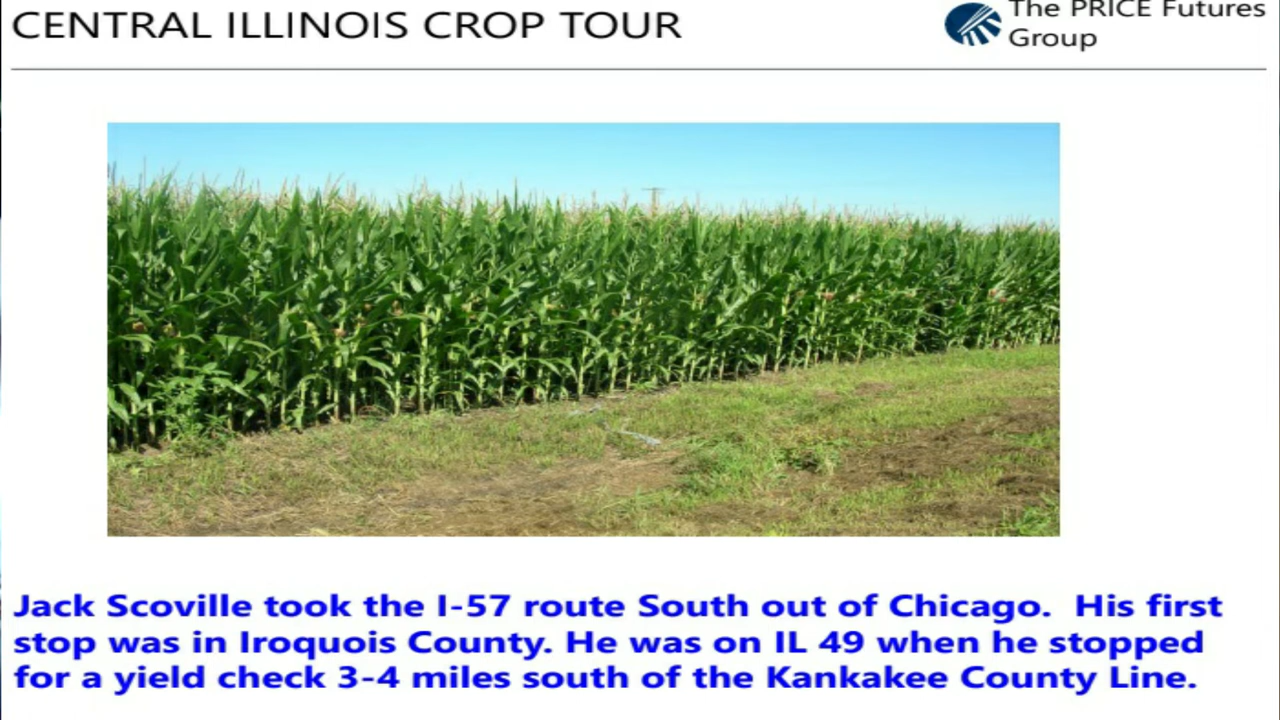 CENTRAL ILLINOIS CROP TOUR
The PRICE Futures
Group
Jack Scoville took the I-57 route South out of Chicago.  His first
stop was in Iroquois County. He was on IL 49 when he stopped
for a yield check 3-4 miles south of the Kankakee County Line.